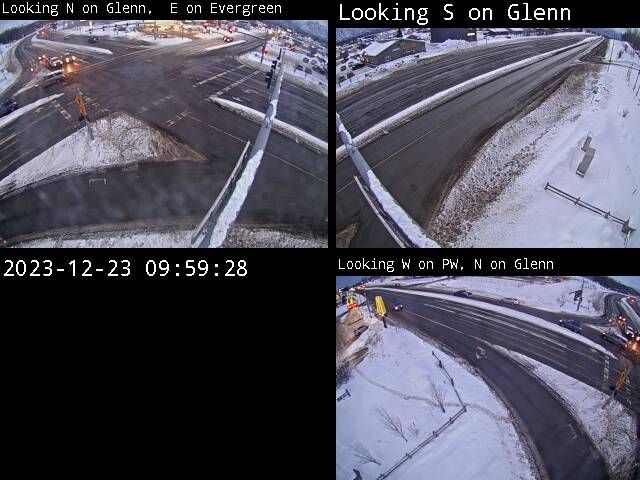 Looking N on Glenn, E on Evergreen
Looking S on Glenn
2023-12-23 09:59:28
Looking W on PW, N on Glenn